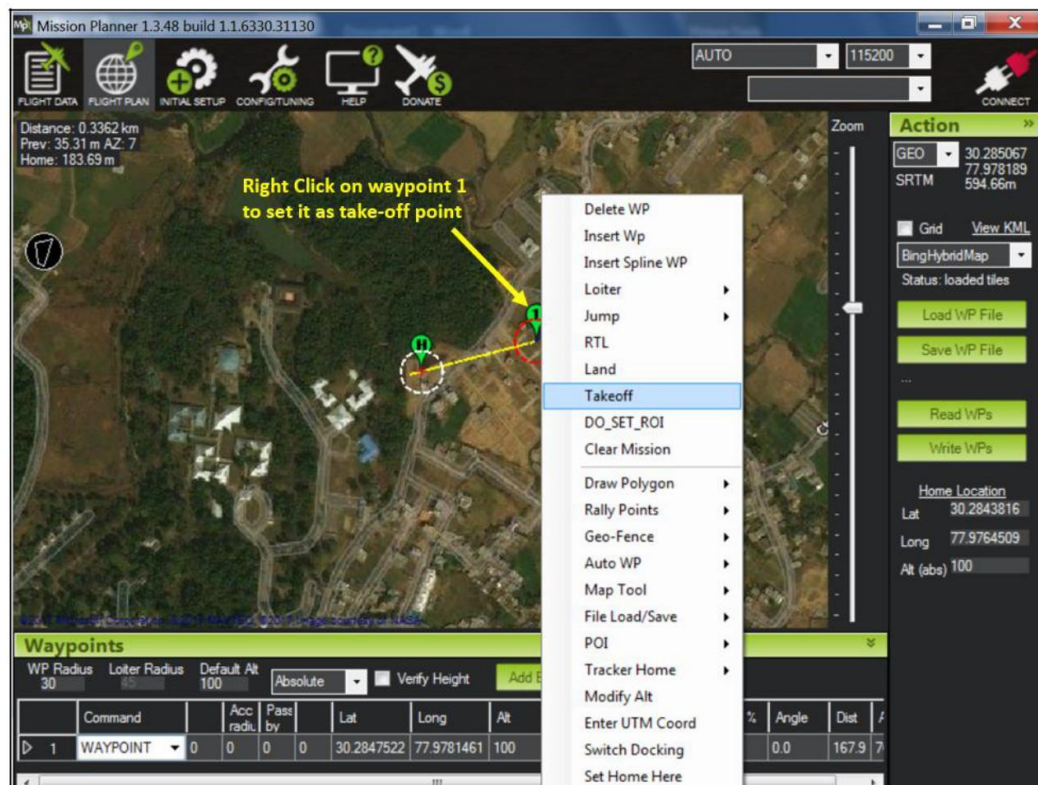 Mission Planner 1.3.48 build 1.1.6330.31130
FLIGHT DATA FLIGHT PLAN INITIAL SETUP CONFIG/TUNING HELP DONATE
AUTO 115200
CONNECT
Distance: 0.3362 km
Prev: 35.31 m AZ: 7
Home: 183.69 m
Right Click on waypoint 1
to set it as take-off point
1
H
Zoom
Delete WP
Insert Wp
Insert Spline WP
Loiter
Jump
RTL
Land
Takeoff
DO_SET_ROI
Clear Mission
Draw Polygon
Rally Points
Geo-Fence
Auto WP
Map Tool
File Load/Save
POI
Tracker Home
Modify Alt
Enter UTM Coord
Switch Docking
Set Home Here
Action »
GEO 30.285067
77.978189
SRTM 594.66m
Grid View KML
BingHybridMap
Status: loaded tiles
Load WP File
Save WP File
...
Read WPs
Write WPs
Home Location
Lat 30.2843816
Long 77.9764509
Alt (abs) 100
Waypoints
WP Radius Loiter Radius Default Alt
30 45 100 Absolute Verify Height Add
Command Acc radiu Pass by Lat Long Alt % Angle Dist
1 WAYPOINT 0 0 0 0 30.2847522 77.9781461 100 0.0 167.9